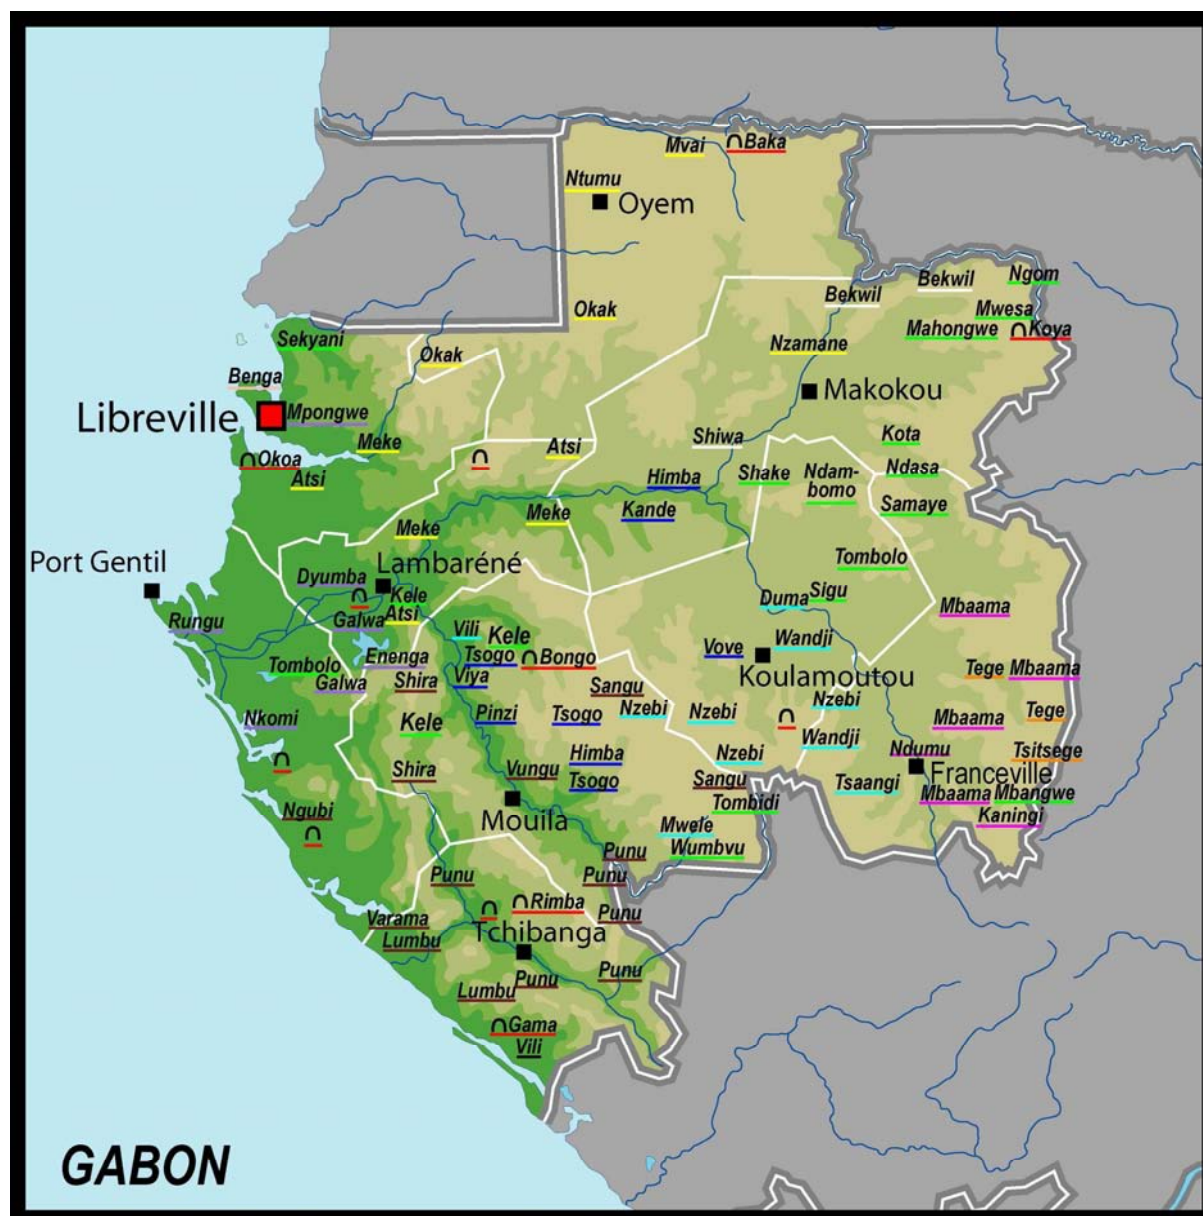 Mvai
∩Baka
Ntumu
Oyem
Ngom
Bekwil
Bekwil
Mwesa
Okak
Mahongwe
∩Koya
Sekyani
Nzamane
Okak
Benga
Makokou
Libreville
Mpongwe
Meke
Shiwa
Kota
Atsi
∩Okoa
∩
Atsi
Himba
Shake
Ndam-
bomo
Ndasa
Samaye
Kande
Meke
Meke
Port Gentil
Lambaréné
Tombolo
Dyumba
∩
Kele
Duma
Sigu
Mbaama
Atsi
Rungu
Galwa
Vili
Kele
Wandji
Vove
Tsogo
∩Bongo
Enenga
Koulamoutou
Tombolo
Galwa
Shira
Viya
Tege
Mbaama
Sangu
Nzebi
Nzebi
Nzebi
Nkomi
Kele
Pinzi
Tsogo
∩
Mbaama
Tege
Wandji
∩
Himba
Nzebi
Ndumu
Tsitsege
Shira
Vungu
Tsogo
Sangu
Tsaangi
Franceville
Mbaama
Mbangwe
Ngubi
Mouila
Tombidi
Kaningi
∩
Mwele
Wumbvu
Punu
Punu
Punu
∩
∩Rimba
Punu
Varama
Tchibanga
Lumbu
Punu
Punu
Lumbu
∩Gama
Vili
GABON